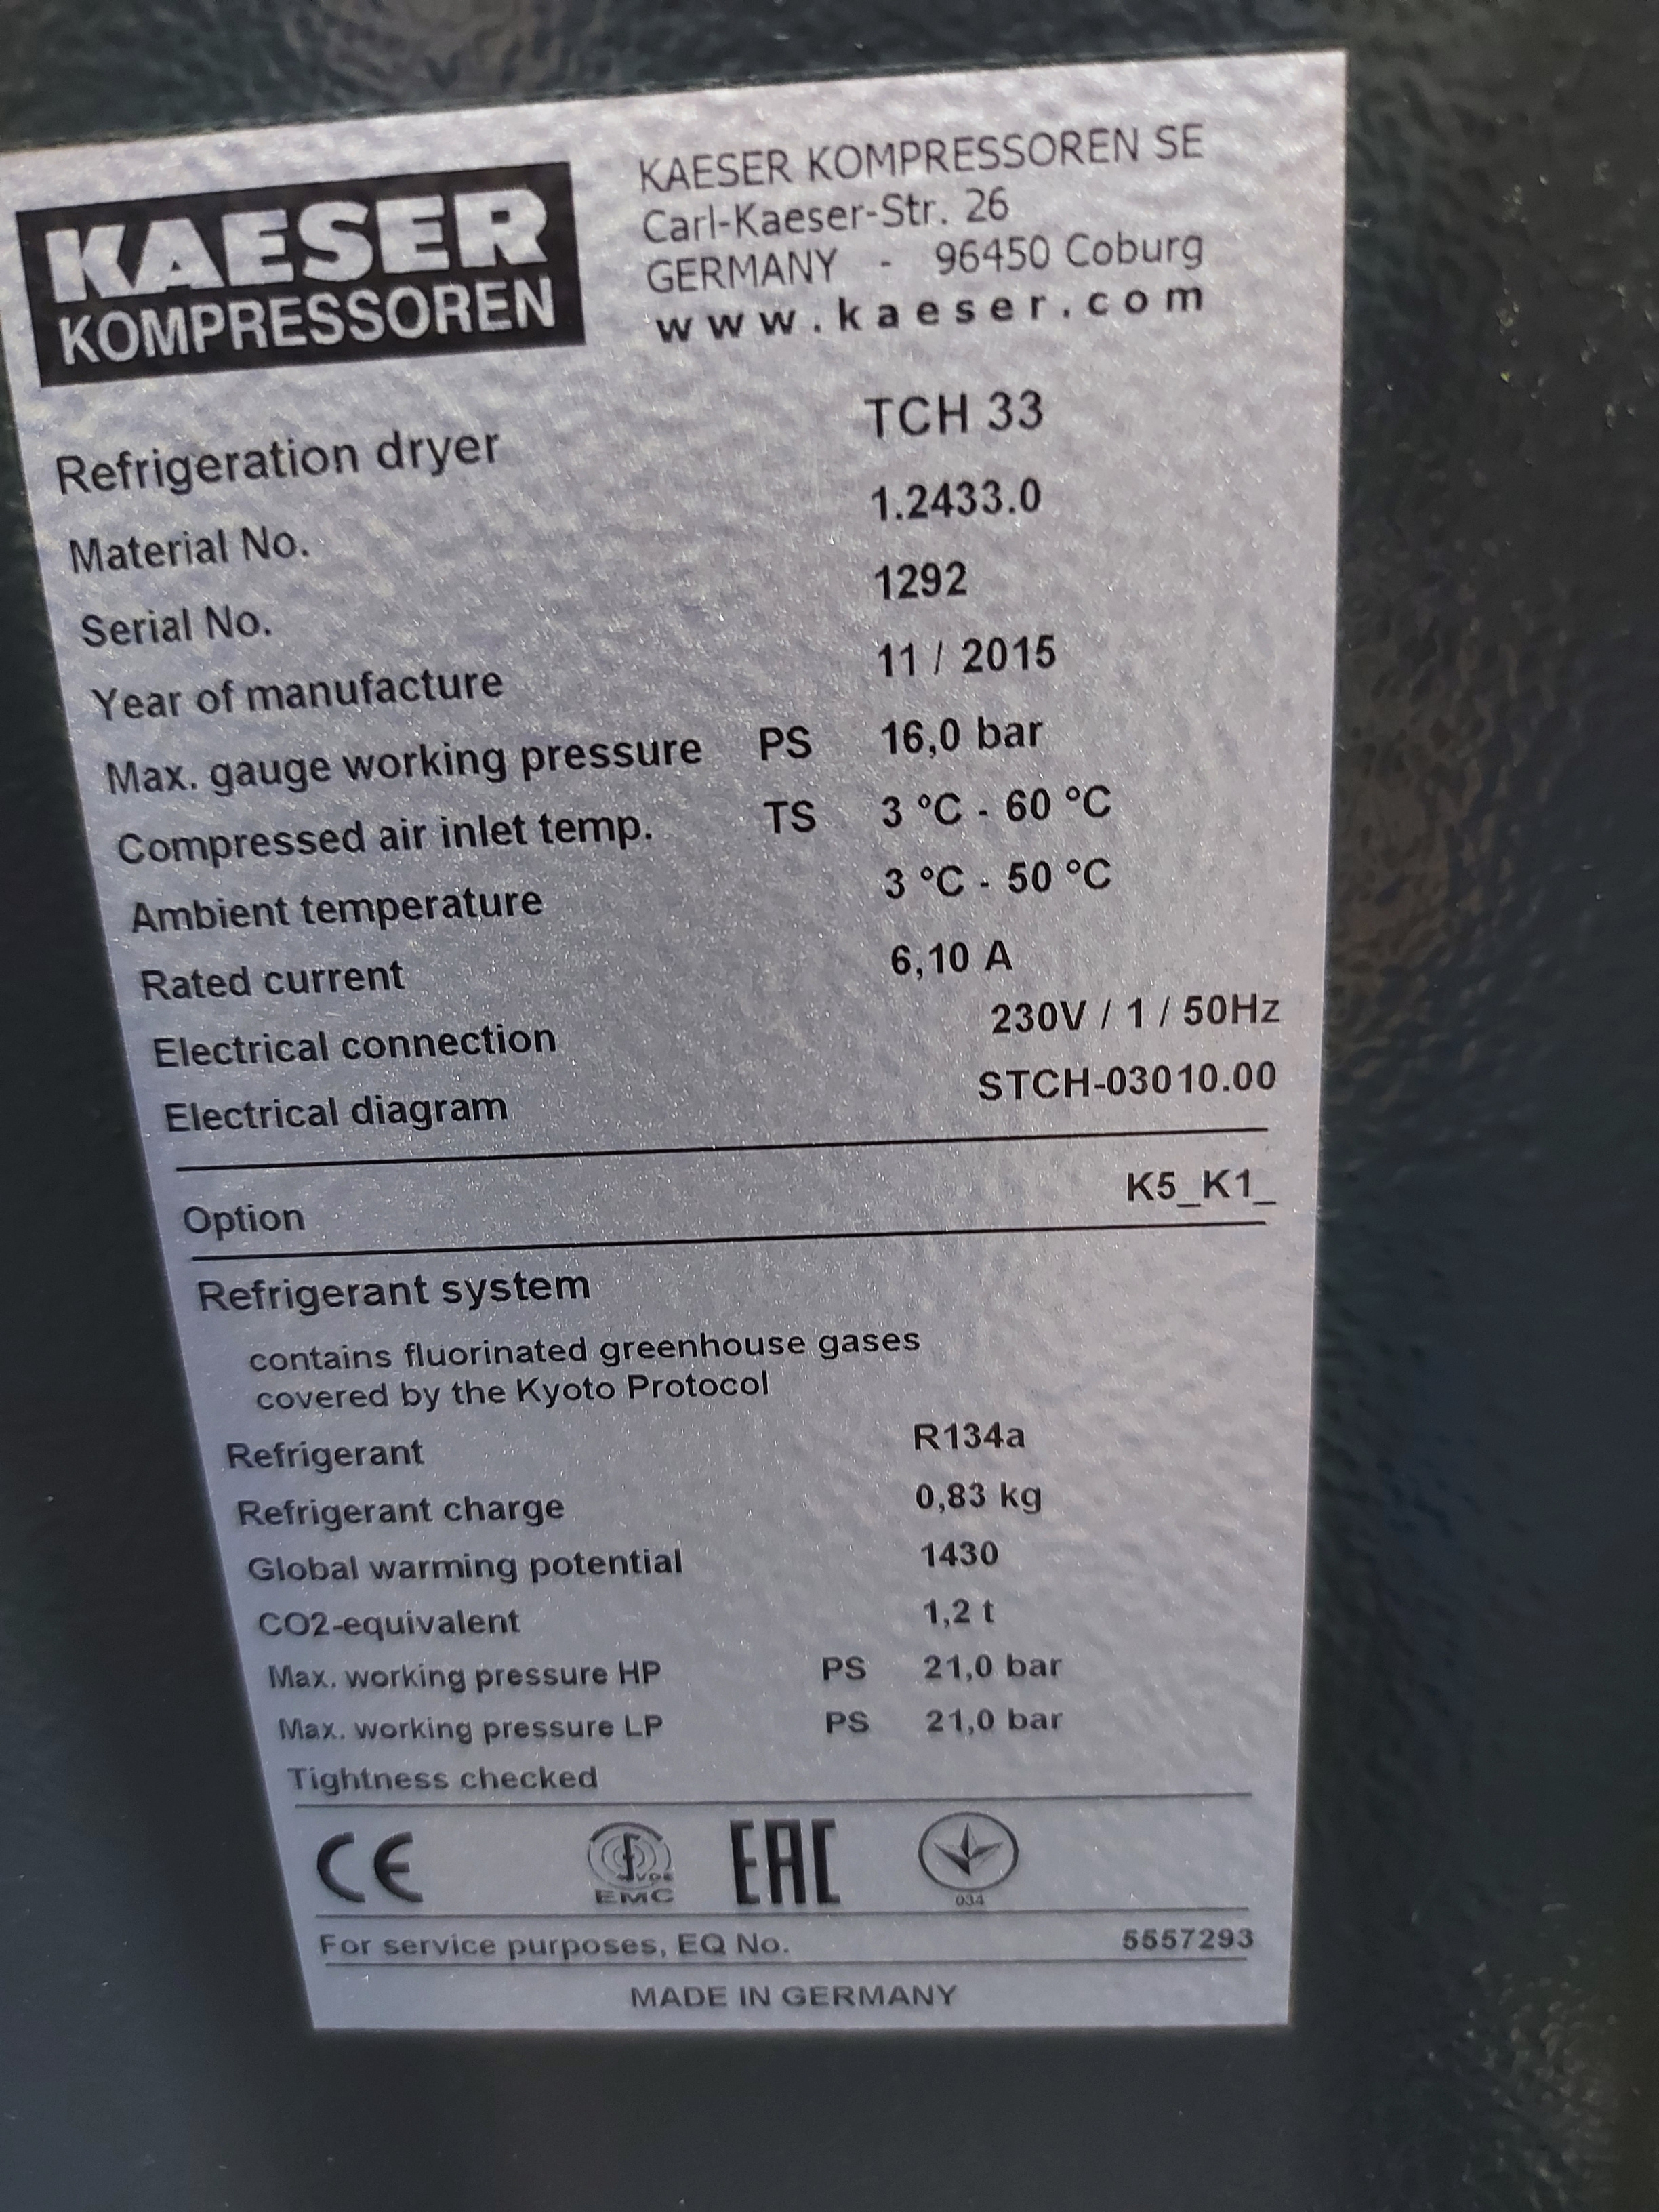 KAESER
KOMPRESSOREN
KAESER KOMPRESSOREN SE
Carl-Kaeser-Str. 26
GERMANY - 96450 Coburg
www.kaeser.com
Refrigeration dryer TCH 33
Material No. 1.2433.0
Serial No. 1292
Year of manufacture 11 / 2015
Max. gauge working pressure PS 16,0 bar
Compressed air inlet temp. TS 3 °C - 60 °C
Ambient temperature 3 °C - 50 °C
Rated current 6,10 A
Electrical connection 230V / 1 / 50Hz
Electrical diagram STCH-03010.00
Option K5_K1_
Refrigerant system
contains fluorinated greenhouse gases
covered by the Kyoto Protocol
Refrigerant R134a
Refrigerant charge 0,83 kg
Global warming potential 1430
CO2-equivalent 1,2 t
Max. working pressure HP PS 21,0 bar
Max. working pressure LP PS 21,0 bar
Tightness checked
CE VDE EMC EAC 034
For service purposes, EQ No. 5557293
MADE IN GERMANY